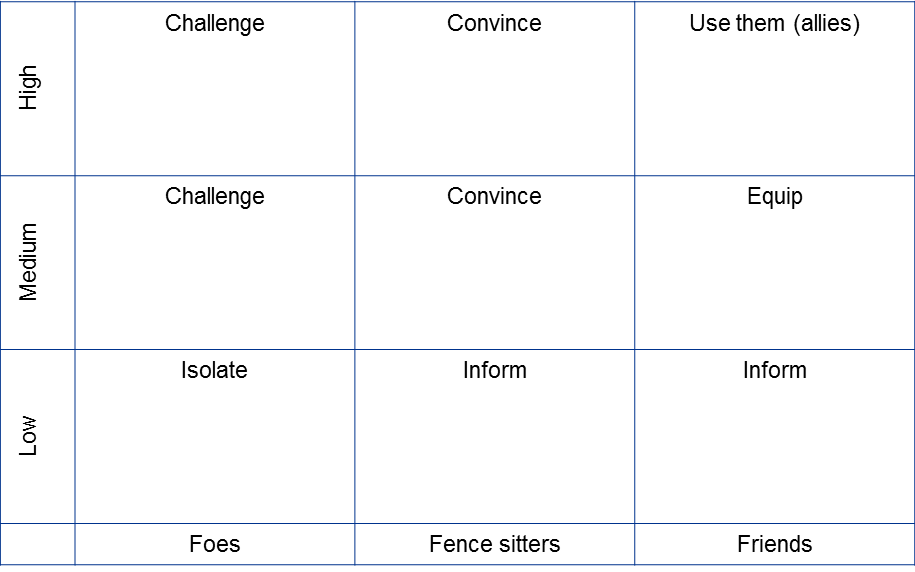 High
Challenge
Convince
Use them (allies)
Medium
Challenge
Convince
Equip
Low
Isolate
Inform
Inform
Foes
Fence sitters
Friends